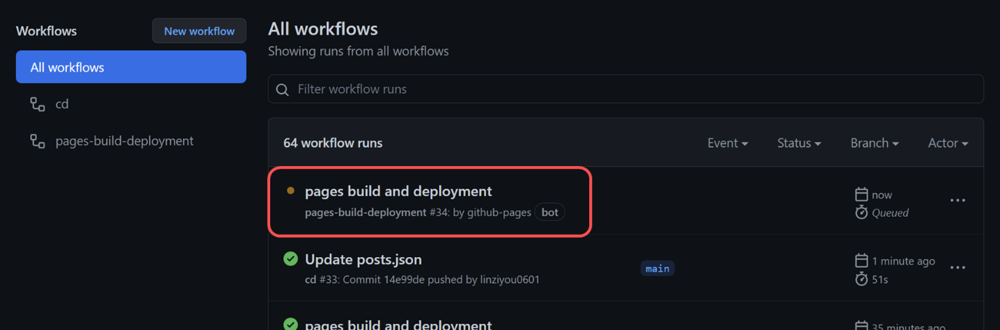 Workflows
New workflow
All workflows
cd
pages-build-deployment
All workflows
Showing runs from all workflows
Filter workflow runs
64 workflow runs Event Status Branch Actor
pages build and deployment
pages-build-deployment #34: by github-pages bot
now
Queued
Update posts.json
cd #33: Commit 14e99de pushed by linziyou0601
main
1 minute ago
51s
pages build and deployment
35 minutes ago